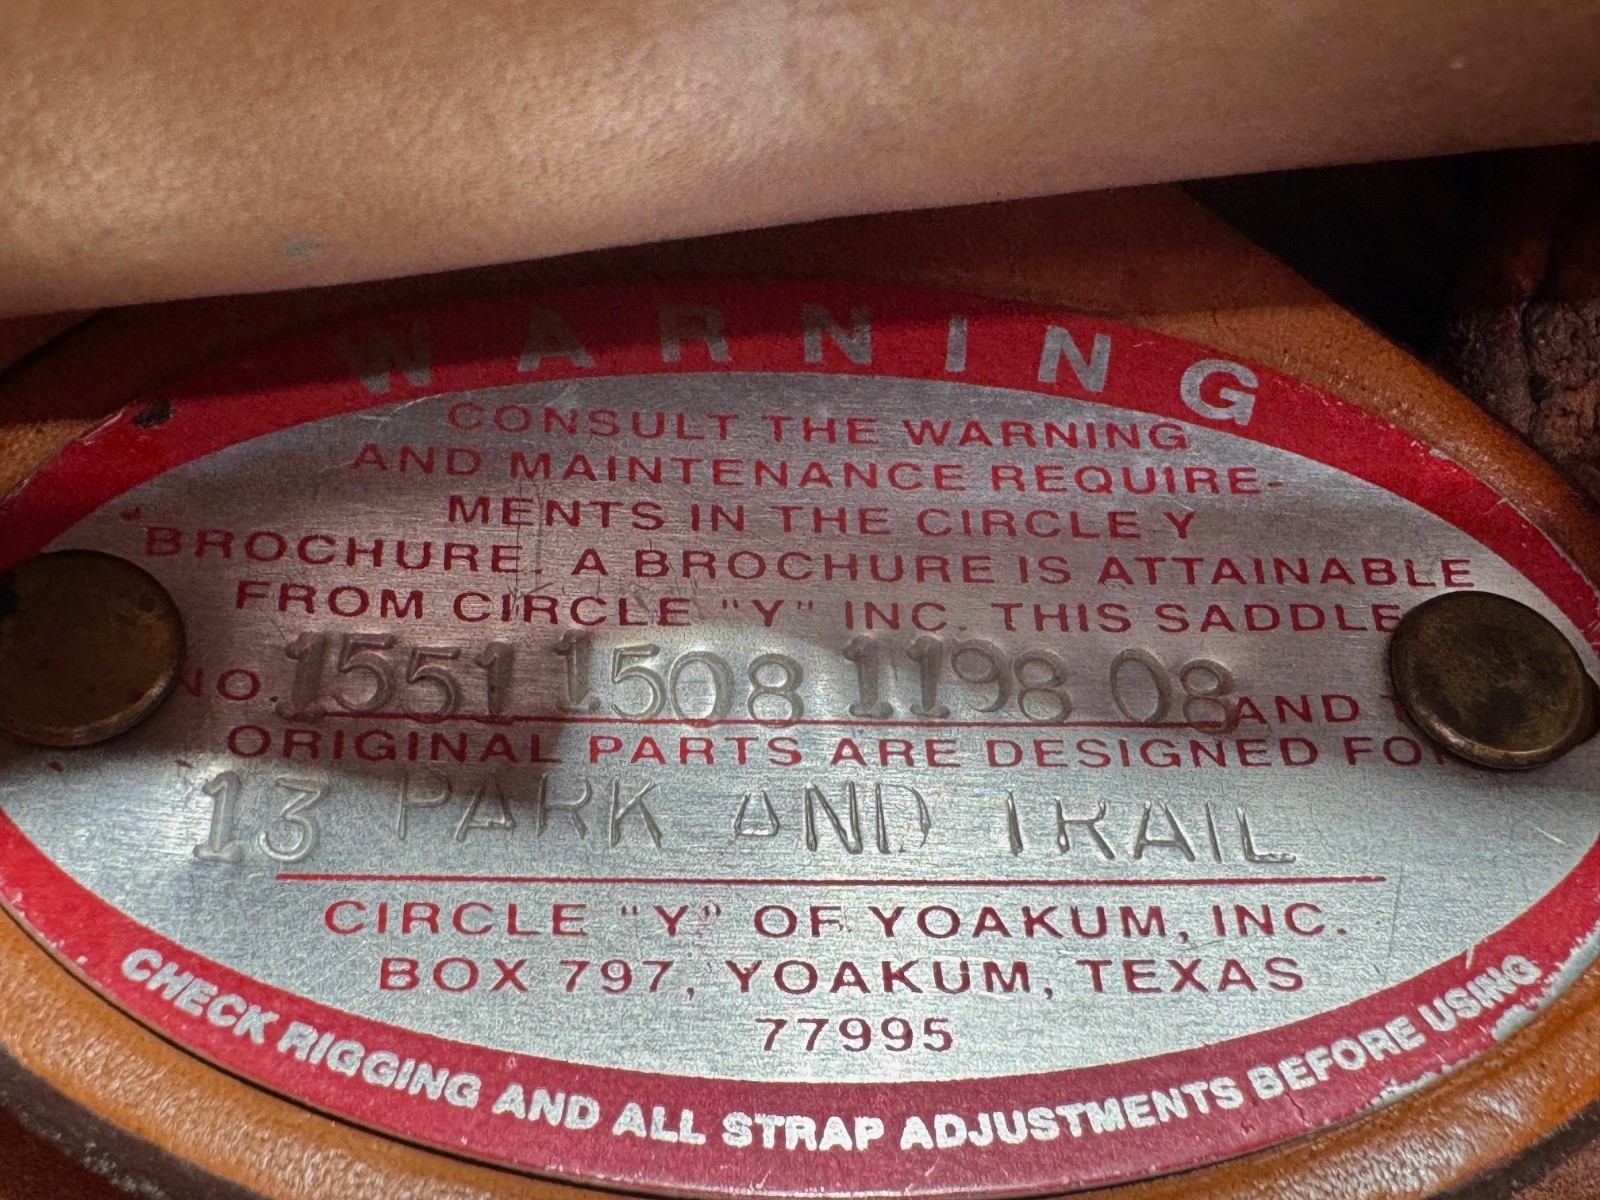 WARNING
CONSULT THE WARNING
AND MAINTENANCE REQUIRE-
MENTS IN THE CIRCLE Y
BROCHURE. A BROCHURE IS ATTAINABLE
FROM CIRCLE "Y" INC. THIS SADDLE
NO. 1551 1508 1198 08 AND
ORIGINAL PARTS ARE DESIGNED FOR
13 PARK AND TRAIL
CIRCLE "Y" OF YOAKUM, INC.
BOX 797, YOAKUM, TEXAS
77995
CHECK RIGGING AND ALL STRAP ADJUSTMENTS BEFORE USING